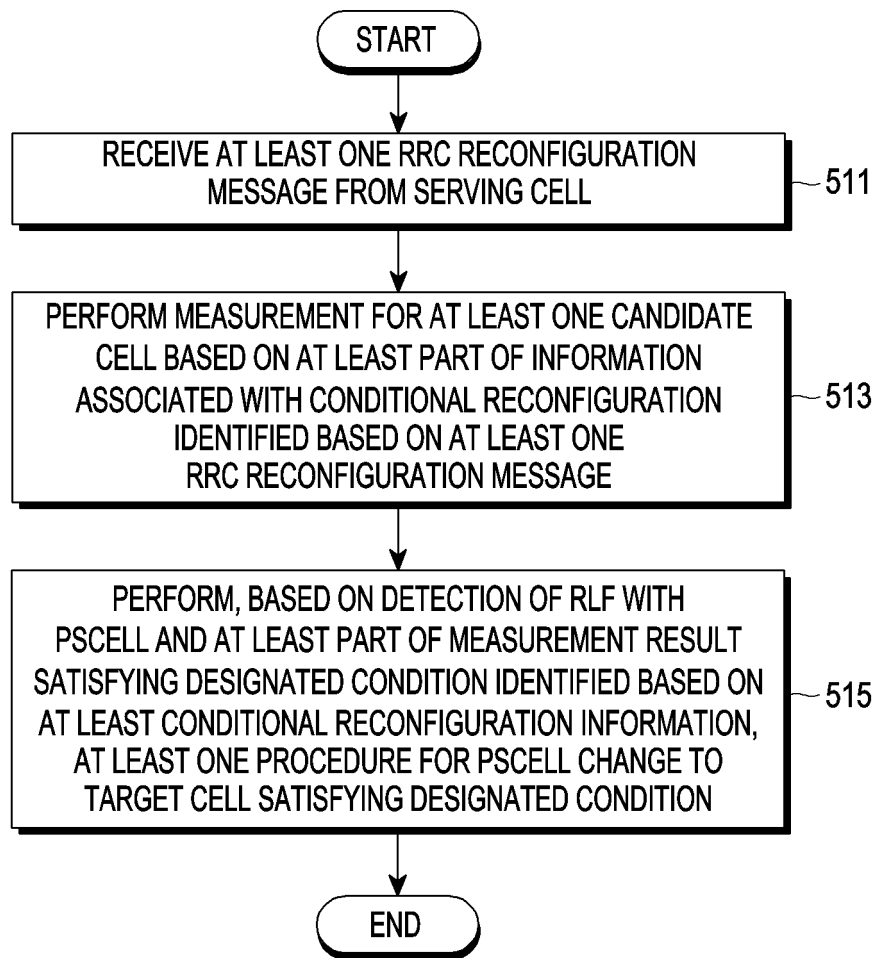 START
RECEIVE AT LEAST ONE RRC RECONFIGURATION
MESSAGE FROM SERVING CELL
511
PERFORM MEASUREMENT FOR AT LEAST ONE CANDIDATE
CELL BASED ON AT LEAST PART OF INFORMATION
ASSOCIATED WITH CONDITIONAL RECONFIGURATION
IDENTIFIED BASED ON AT LEAST ONE
RRC RECONFIGURATION MESSAGE
513
PERFORM, BASED ON DETECTION OF RLF WITH
PSCELL AND AT LEAST PART OF MEASUREMENT RESULT
SATISFYING DESIGNATED CONDITION IDENTIFIED BASED ON
AT LEAST CONDITIONAL RECONFIGURATION INFORMATION,
AT LEAST ONE PROCEDURE FOR PSCELL CHANGE TO
TARGET CELL SATISFYING DESIGNATED CONDITION
515
END